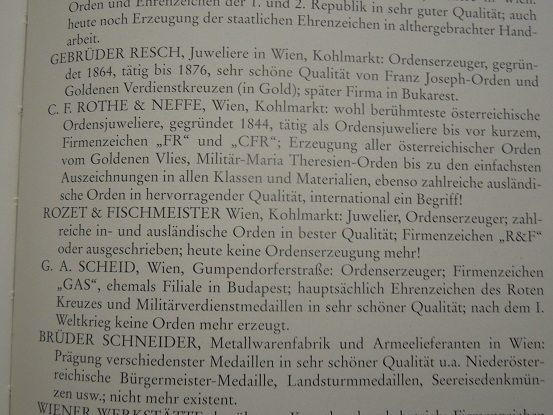 Orden und Ehrenzeichen der 1. und 2. Republik in sehr guter Qualität; auch
heute noch Erzeugung der staatlichen Ehrenzeichen in althergebrachter Hand-
arbeit.
GEBRÜDER RESCH, Juweliere in Wien, Kohlmarkt: Ordenserzeuger, gegrün-
det 1864, tätig bis 1876, sehr schöne Qualität von Franz Joseph-Orden und
Goldenen Verdienstkreuzen (in Gold); später Firma in Bukarest.
C. F. ROTHE & NEFFE, Wien, Kohlmarkt: wohl berühmteste österreichische
Ordensjuweliere, gegründet 1844, tätig als Ordensjuweliere bis vor kurzem,
Firmenzeichen „FR“ und „CFR“; Erzeugung aller österreichischer Orden
vom Goldenen Vlies, Militär-Maria Theresien-Orden bis zu den einfachsten
Auszeichnungen in allen Klassen und Materialien, ebenso zahlreiche ausländi-
sche Orden in hervorragender Qualität, international ein Begriff!
ROZET & FISCHMEISTER Wien, Kohlmarkt: Juwelier, Ordenserzeuger; zahl-
reiche in- und ausländische Orden in bester Qualität; Firmenzeichen „R&F“
oder ausgeschrieben; heute keine Ordenserzeugung mehr!
G. A. SCHEID, Wien, Gumpendorferstraße: Ordenserzeuger; Firmenzeichen
„GAS“, ehemals Filiale in Budapest; hauptsächlich Ehrenzeichen des Roten
Kreuzes und Militärverdienstmedaillen in sehr schöner Qualität; nach dem I.
Weltkrieg keine Orden mehr erzeugt.
BRÜDER SCHNEIDER, Metallwarenfabrik und Armeelieferanten in Wien:
Prägung verschiedenster Medaillen in sehr schöner Qualität u.a. Niederöster-
reichische Bürgermeister-Medaille, Landsturmmedaillen, Seereisedenkmün-
zen usw.; nicht mehr existent.
WIENER WERKSTÄTTE